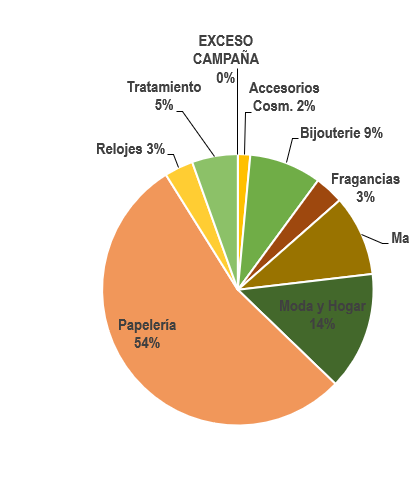 EXCESO
CAMPAÑA
0%
Accesorios
Cosm. 2%
Bijouterie 9%
Fragancias
3%
Ma
Moda y Hogar
14%
Papelería
54%
Relojes 3%
Tratamiento
5%